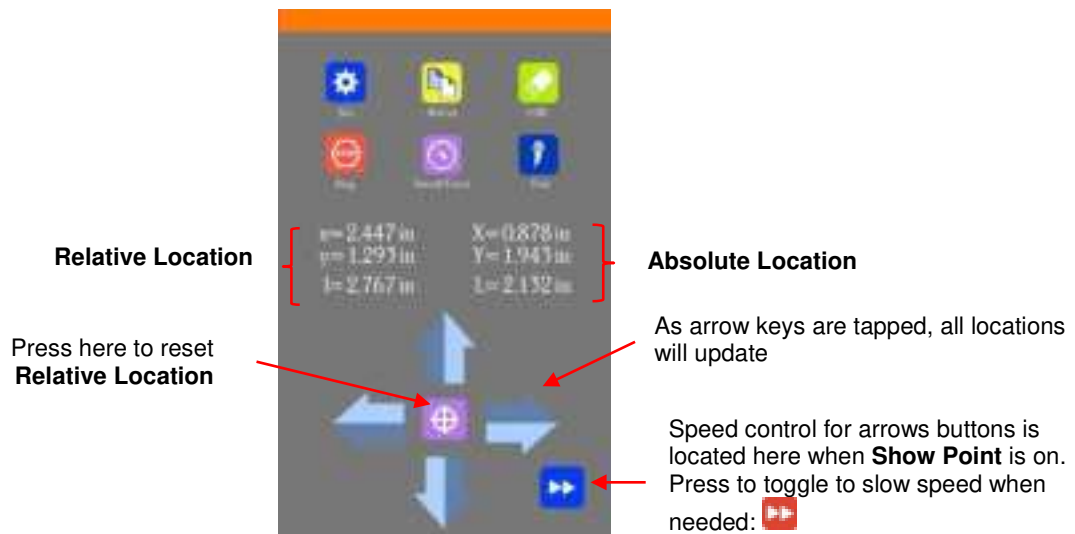 x=2.447 in X=0.878 in
y=1.293 in Y=1.943 in
l=2.767 in L=2.132 in
Relative Location
Absolute Location
Press here to reset
Relative Location
As arrow keys are tapped, all locations
will update
Speed control for arrows buttons is
located here when Show Point is on.
Press to toggle to slow speed when
needed: